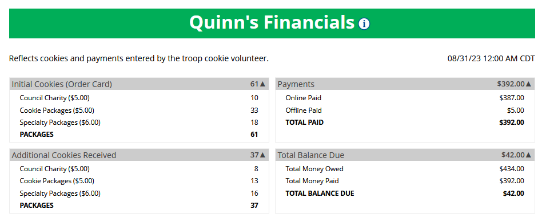 Quinn's Financials i
Reflects cookies and payments entered by the troop cookie volunteer. 08/31/23 12:00 AM CDT
Initial Cookies (Order Card) 61▲
Council Charity ($5.00) 10
Cookie Packages ($5.00) 33
Specialty Packages ($6.00) 18
PACKAGES 61
Payments $392.00▲
Online Paid $387.00
Offline Paid $5.00
TOTAL PAID $392.00
Additional Cookies Received 37▲
Council Charity ($5.00) 8
Cookie Packages ($5.00) 13
Specialty Packages ($6.00) 16
PACKAGES 37
Total Balance Due $42.00▲
Total Money Owed $434.00
Total Money Paid $392.00
TOTAL BALANCE DUE $42.00